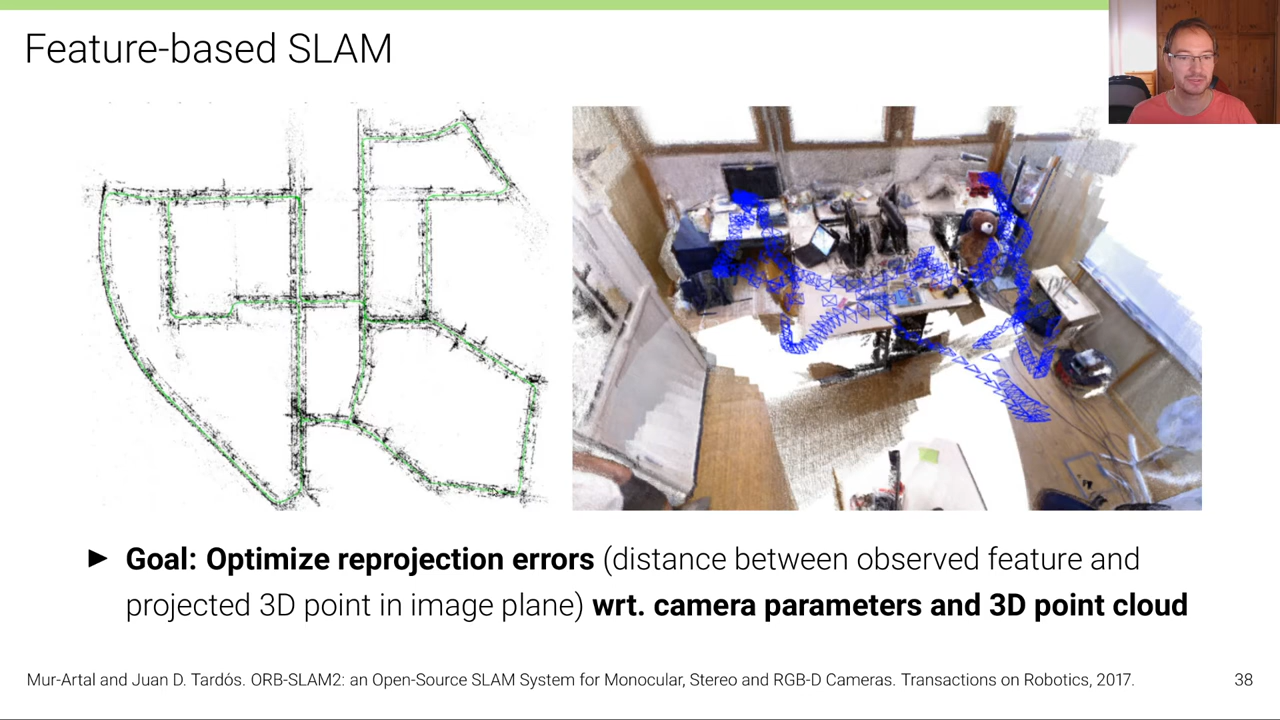 Feature-based SLAM
► Goal: Optimize reprojection errors (distance between observed feature and
projected 3D point in image plane) wrt. camera parameters and 3D point cloud
Mur-Artal and Juan D. Tardós. ORB-SLAM2: an Open-Source SLAM System for Monocular, Stereo and RGB-D Cameras. Transactions on Robotics, 2017.
38